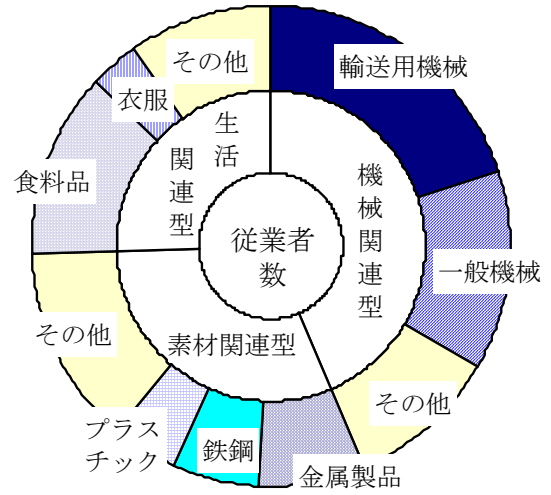 その他
輸送用機械
衣服
生活
関連型
機械関連型
食料品
従業者
数
一般機械
その他
素材関連型
その他
プラス
チック
鉄鋼
金属製品